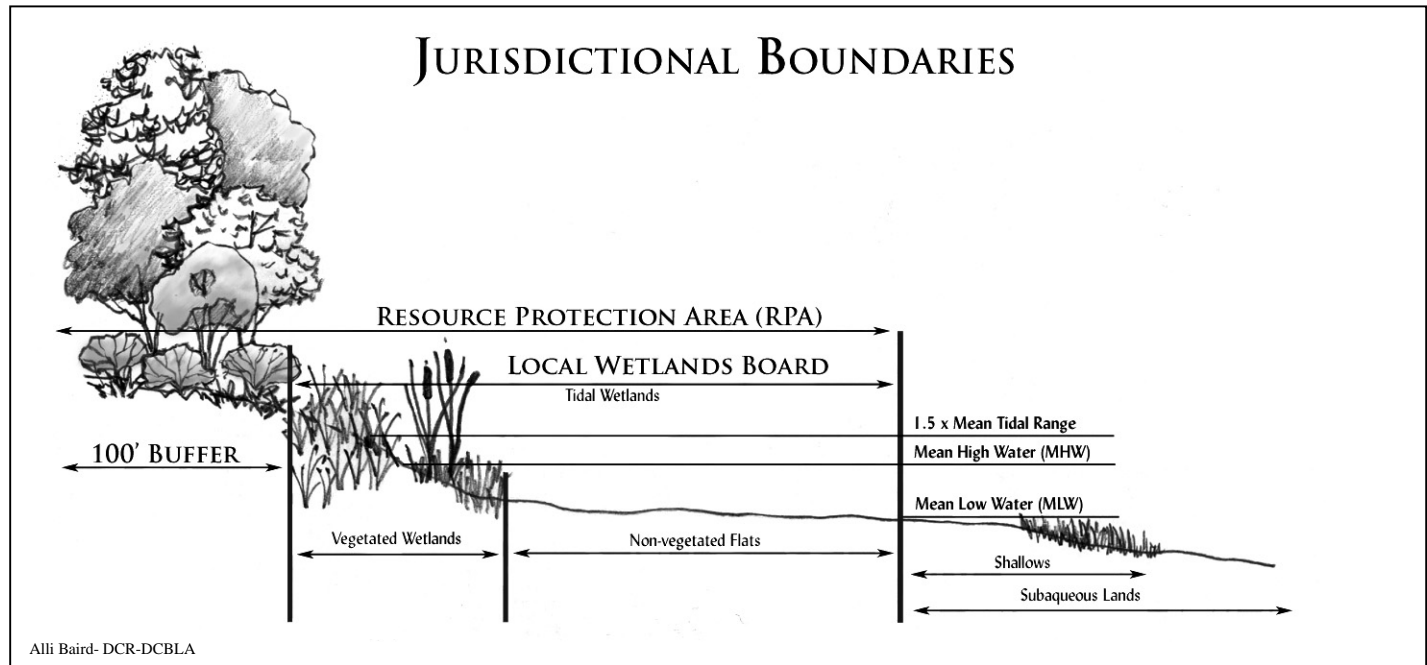 JURISDICTIONAL BOUNDARIES
RESOURCE PROTECTION AREA (RPA)
LOCAL WETLANDS BOARD
Tidal Wetlands
1.5 x Mean Tidal Range
100' BUFFER
Mean High Water (MHW)
Mean Low Water (MLW)
Vegetated Wetlands
Non-vegetated Flats
Shallows
Subaqueous Lands
Alli Baird- DCR-DCBLA